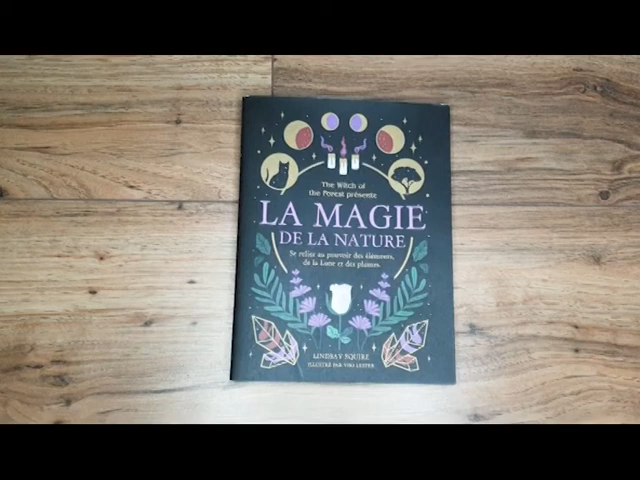 The Witch of
the Forest présente
LA MAGIE
DE LA NATURE
Se relier au pouvoir des éléments,
de la Lune et des plantes.
LINDSAY SQUIRE
ILLUSTRÉ PAR VIKI LESTER